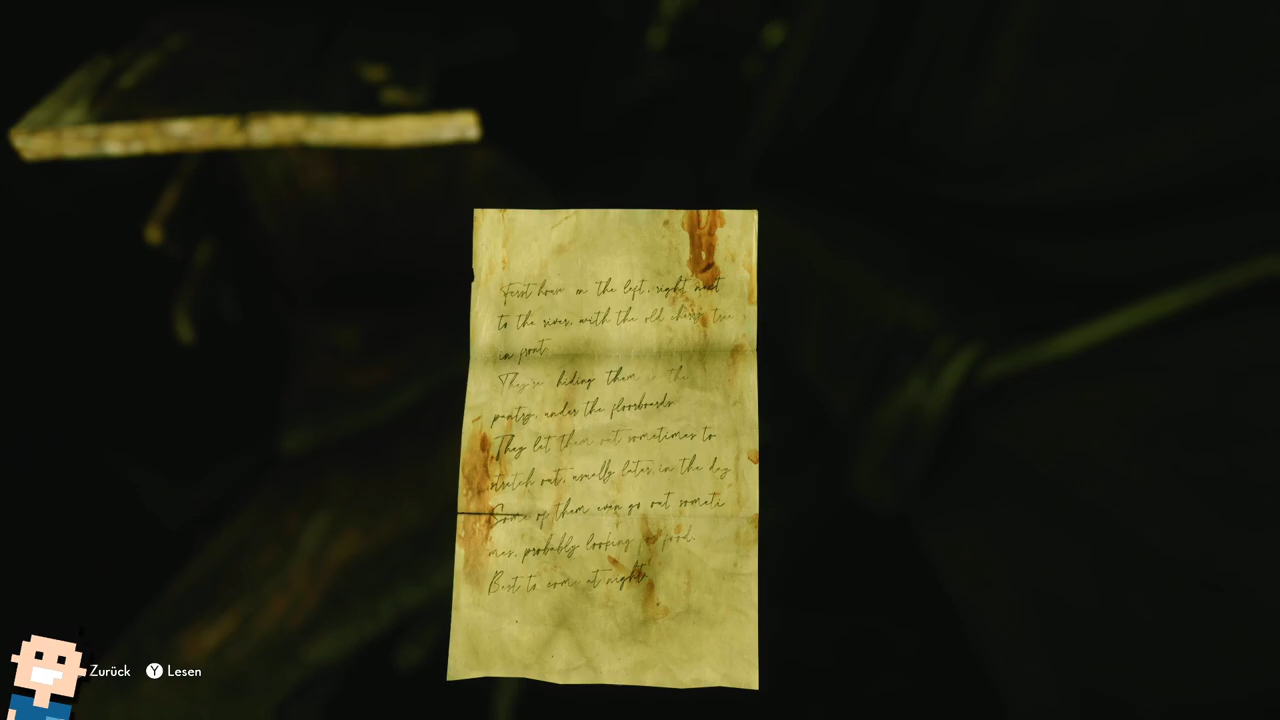 First house on the left, right next
to the river, with the old cherry tree
in front.
They're hiding them in the
pantry, under the floorboards.
They let them out sometimes to
stretch out, usually later in the day
Some of them even go out someti
mes, probably looking for food.
Best to come at night.
Zurück
Y Lesen